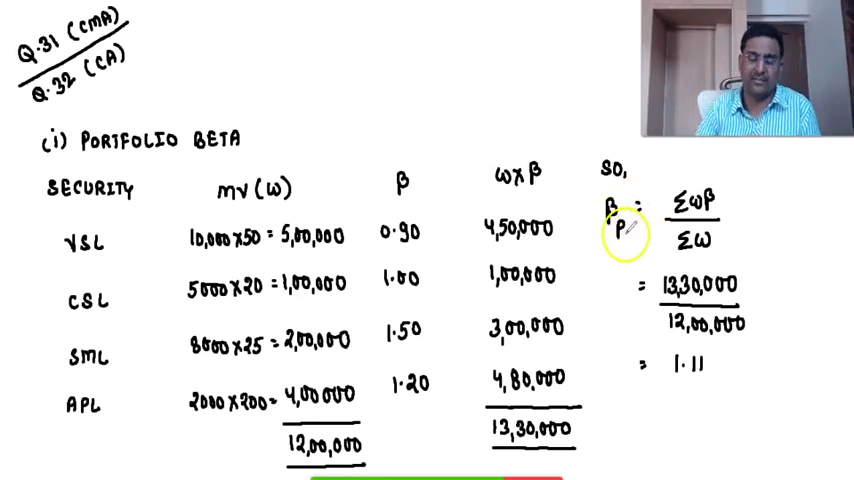 Q.31 (CMA)
Q.32 (CA)
(i) PORTFOLIO BETA
SECURITY MV (W) β W×β SO,
VSL 10,000×50 = 5,00,000 0.90 4,50,000
CSL 5000×20 = 1,00,000 1.00 1,00,000
SML 8000×25 = 2,00,000 1.50 3,00,000
APL 2000×200 = 4,00,000 1.20 4,80,000
12,00,000 13,30,000
βP = ΣWβ
ΣW
= 13,30,000
12,00,000
= 1.11